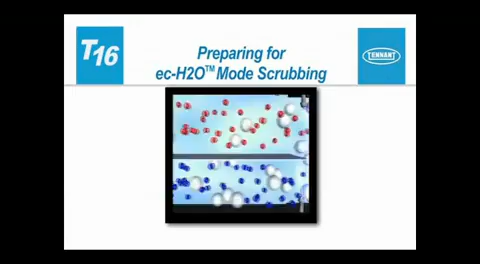 T16
Preparing for
ec-H2O™ Mode Scrubbing
TENNANT